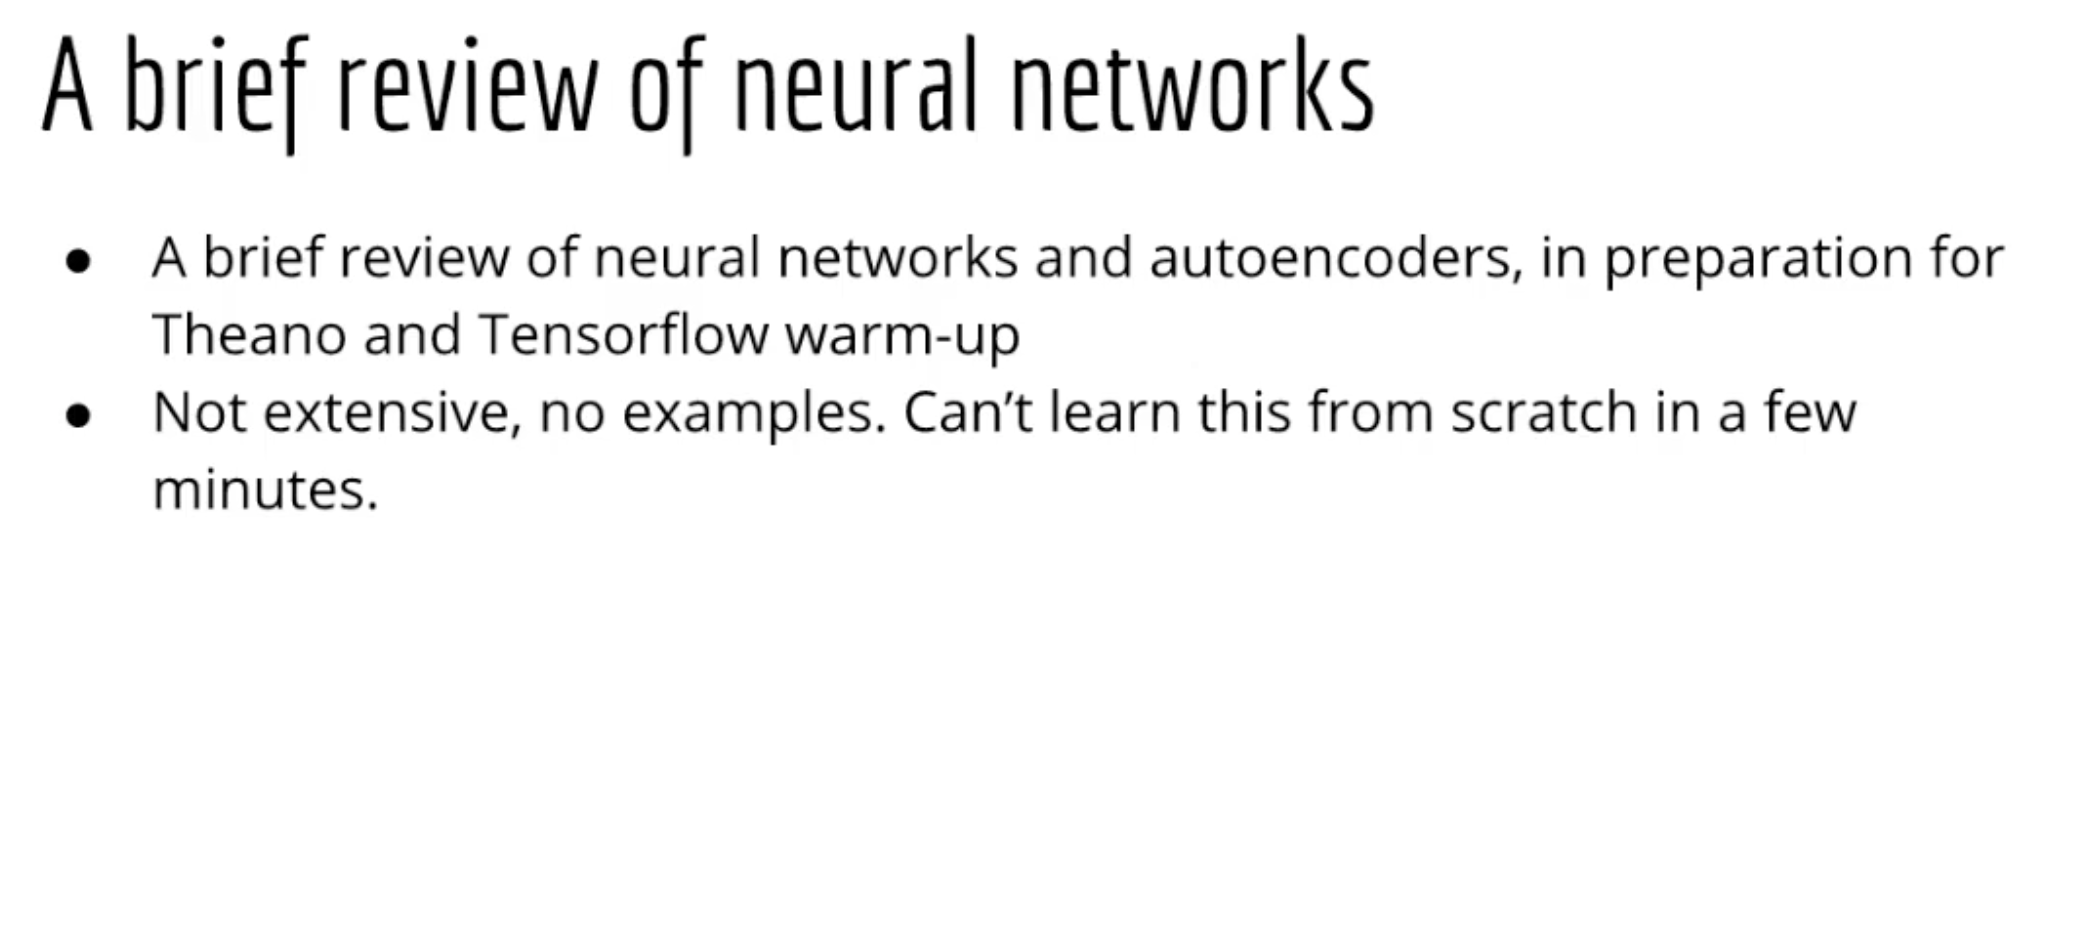 A brief review of neural networks
● A brief review of neural networks and autoencoders, in preparation for
Theano and Tensorflow warm-up
● Not extensive, no examples. Can’t learn this from scratch in a few
minutes.